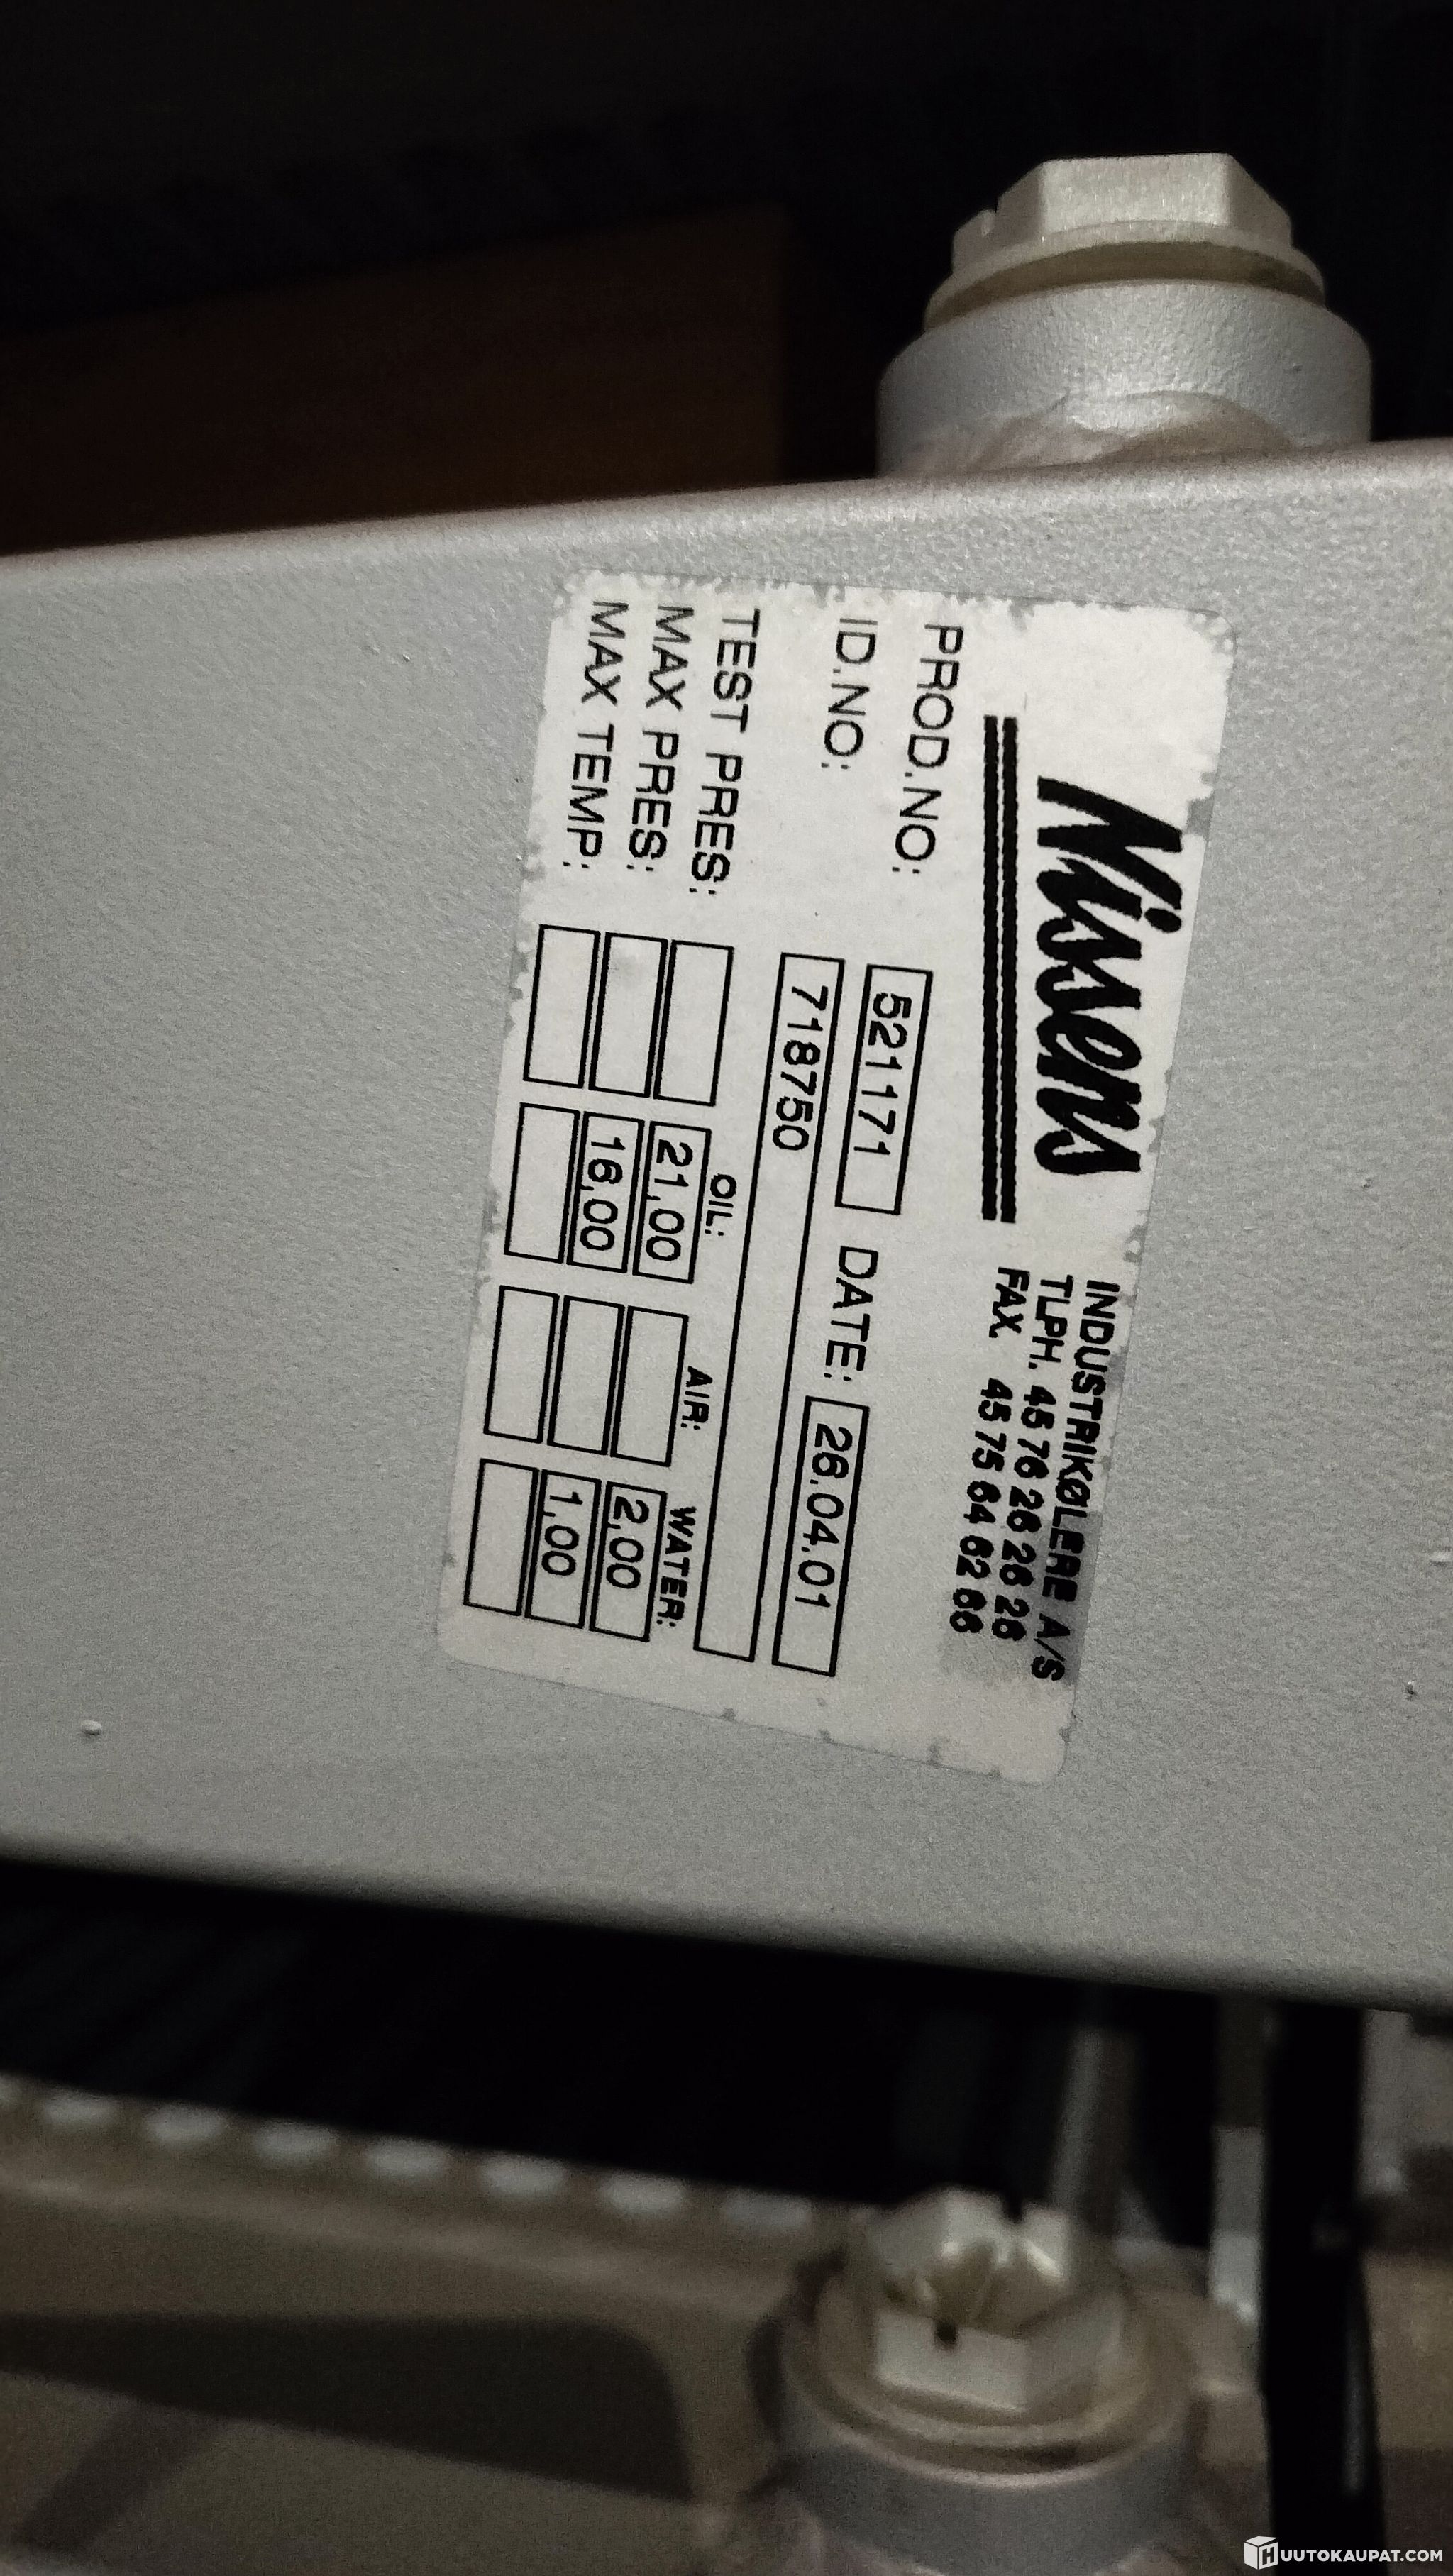 Nissens
INDUSTRIKØLERE A/S
TLPH. 45 76 26 26 26
FAX. 45 75 64 62 66
PROD.NO: 521171 DATE: 26.04.01
ID.NO: 718750
OIL: AIR: WATER:
TEST PRES: 21,00 2,00
MAX PRES: 16,00 1,00
MAX TEMP:
HUUTOKAUPAT.COM